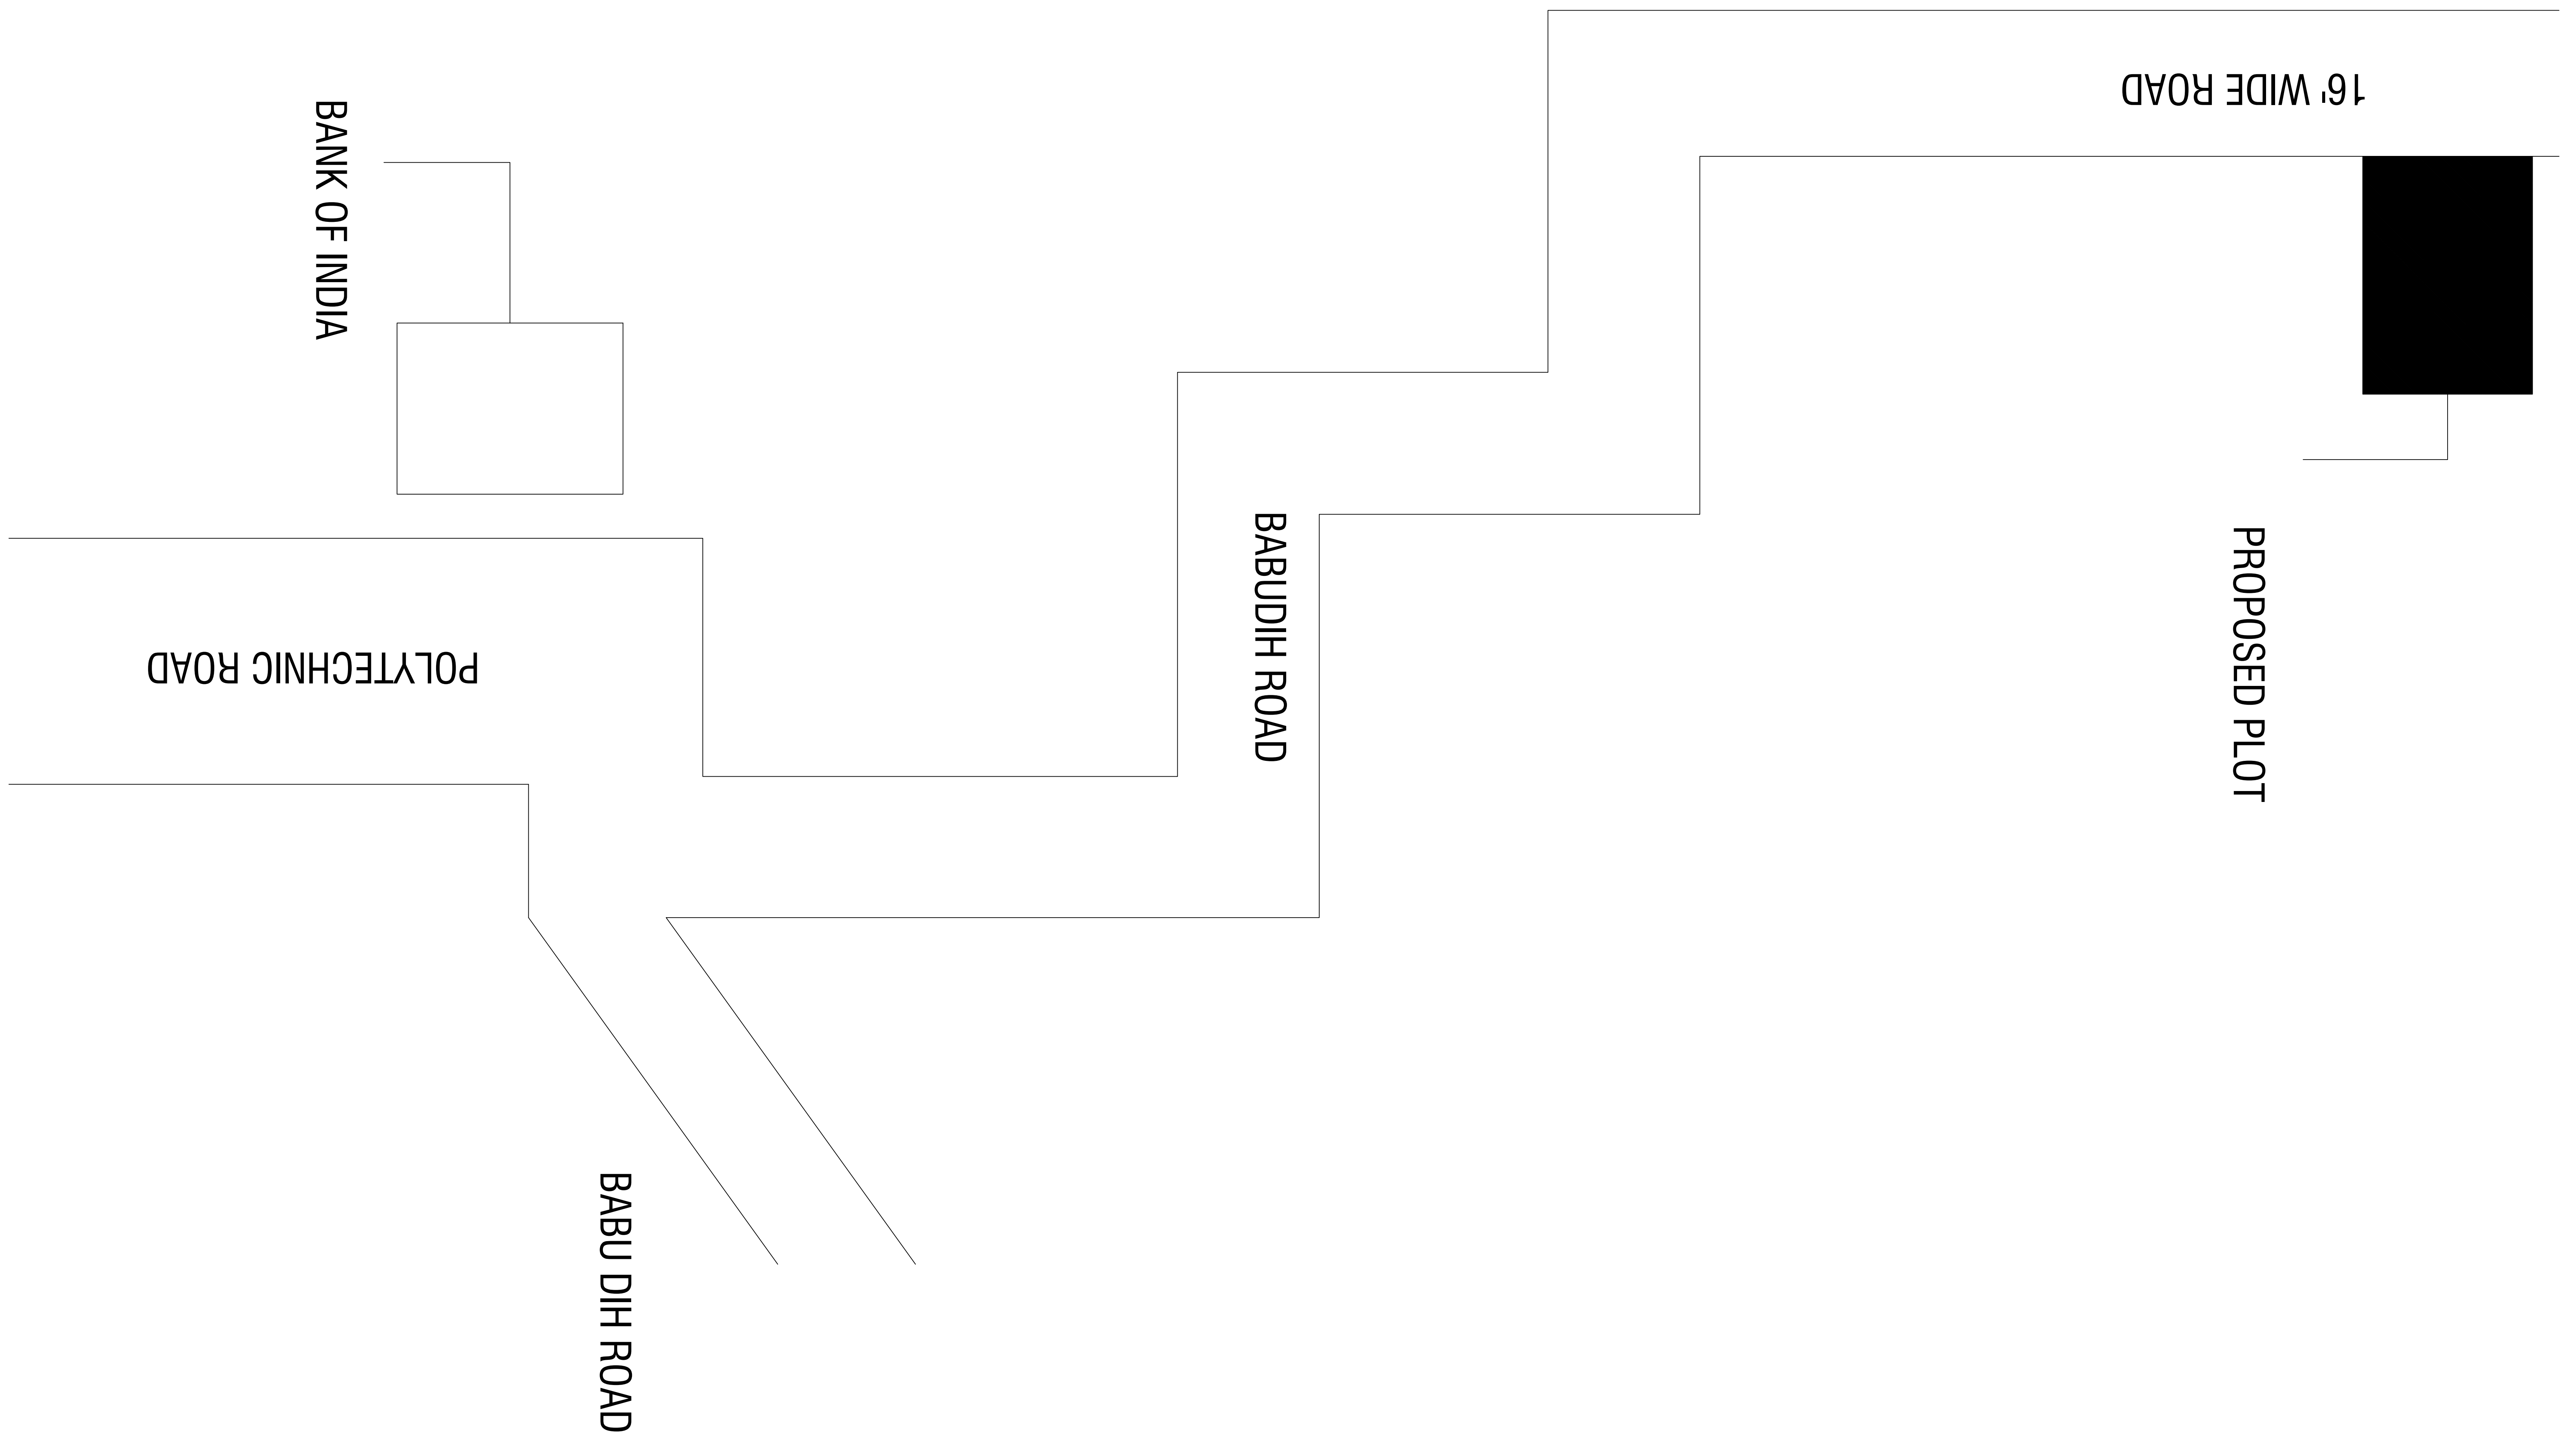 16' WIDE ROAD
BANK OF INDIA
BABUDIH ROAD
PROPOSED PLOT
POLYTECHNIC ROAD
BABU DIH ROAD